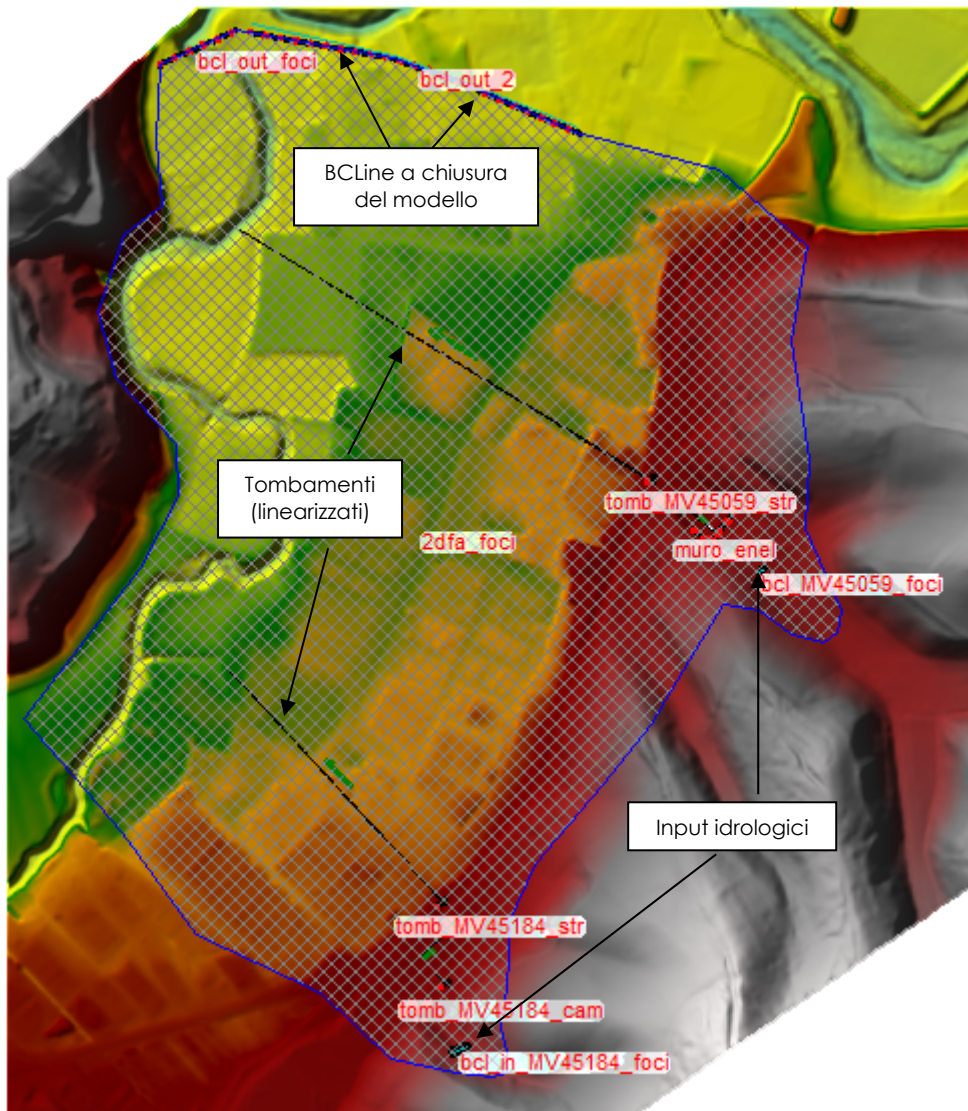 bcl_out_foci
bcl_out_2
BCLine a chiusura
del modello
Tombamenti
(linearizzati)
tomb_MV45059_str
2dfa_foci
muro_enel
bcl_MV45059_foci
Input idrologici
tomb_MV45184_str
tomb_MV45184_cam
bcl_in_MV45184_foci